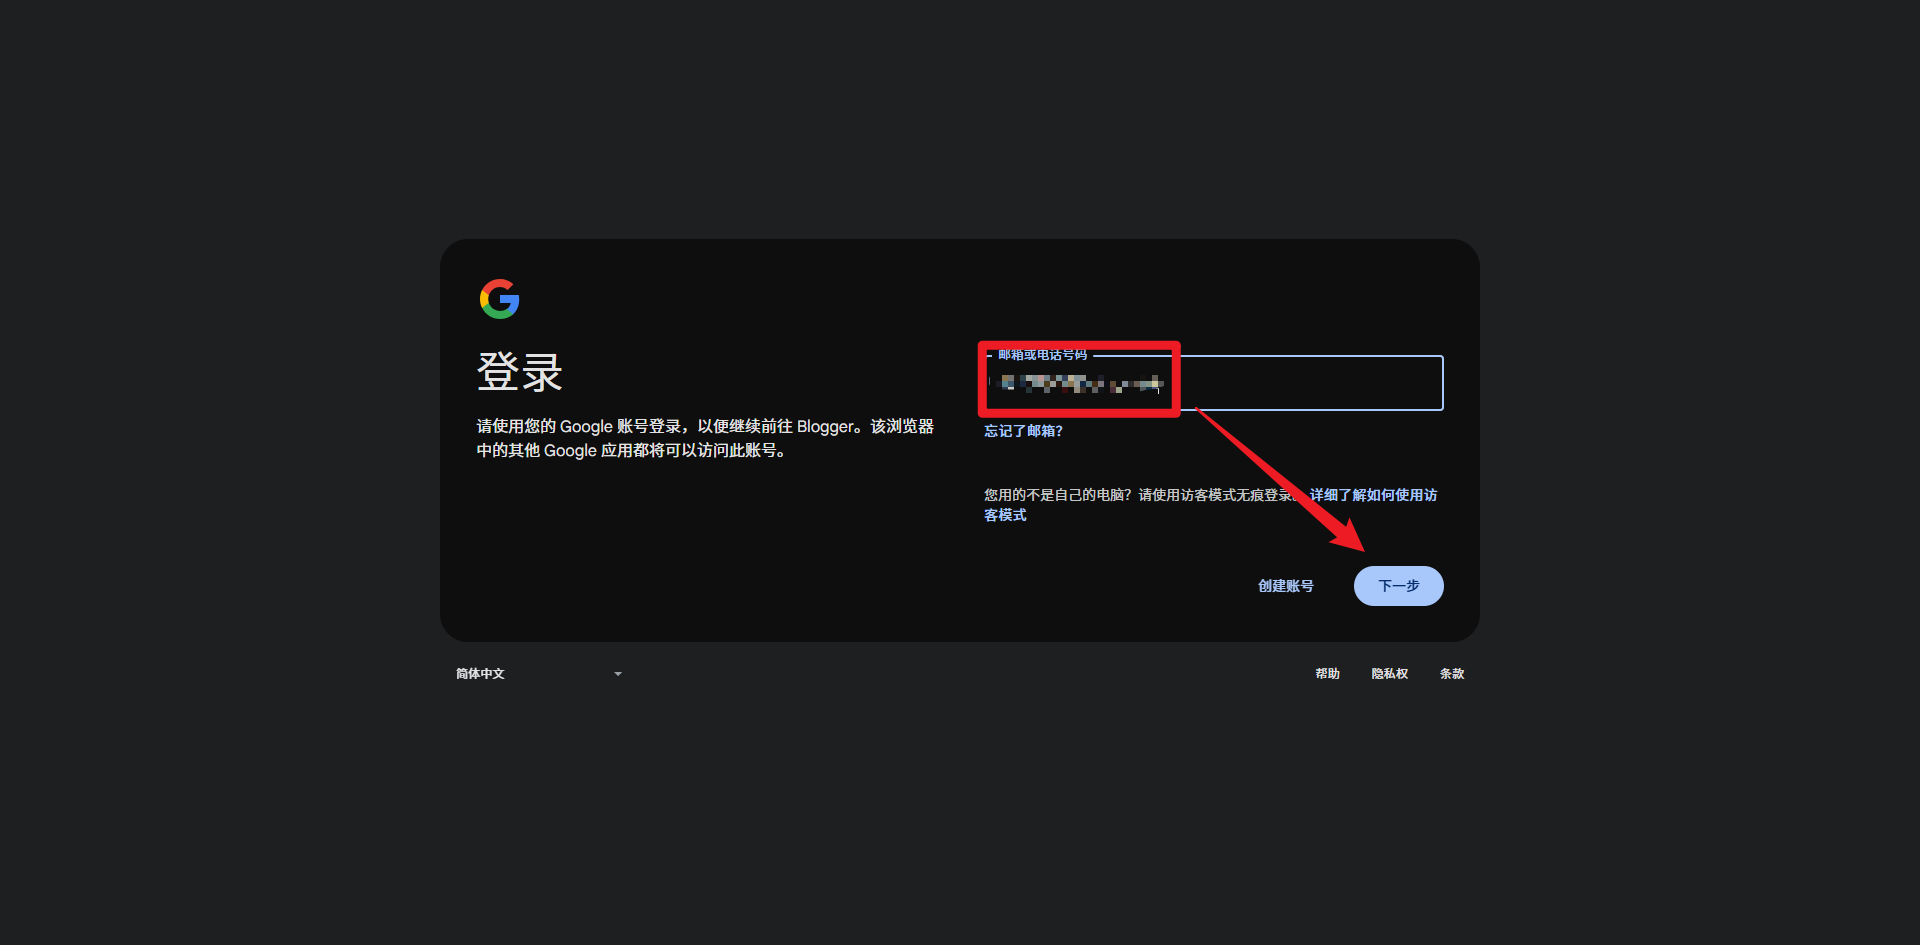 登录
请使用您的 Google 账号登录，以便继续前往 Blogger。该浏览器
中的其他 Google 应用都将可以访问此账号。
邮箱或电话号码
忘记了邮箱？
您用的不是自己的电脑？请使用访客模式无痕登录。详细了解如何使用访
客模式
创建账号
下一步
简体中文
帮助
隐私权
条款